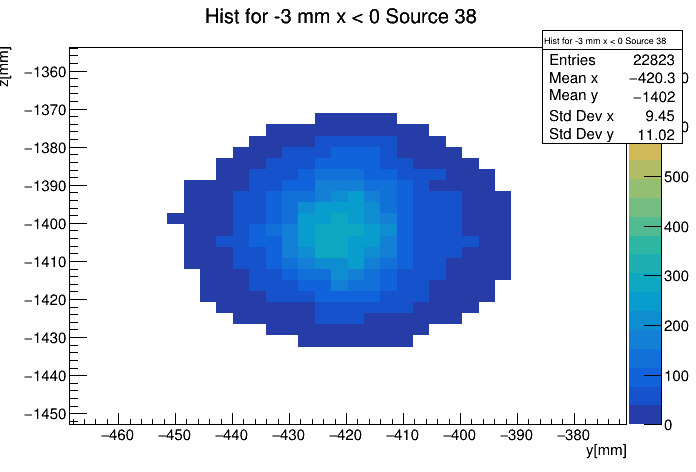 Hist for -3 mm x < 0 Source 38
z[mm]
Hist for -3 mm x < 0 Source 38
Entries 22823
Mean x −420.3
Mean y −1402
Std Dev x 9.45
Std Dev y 11.02
−1360
−1370
−1380
−1390
−1400
−1410
−1420
−1430
−1440
−1450
−460 −450 −440 −430 −420 −410 −400 −390 −380
y[mm]
0
0
500
400
300
200
100
0